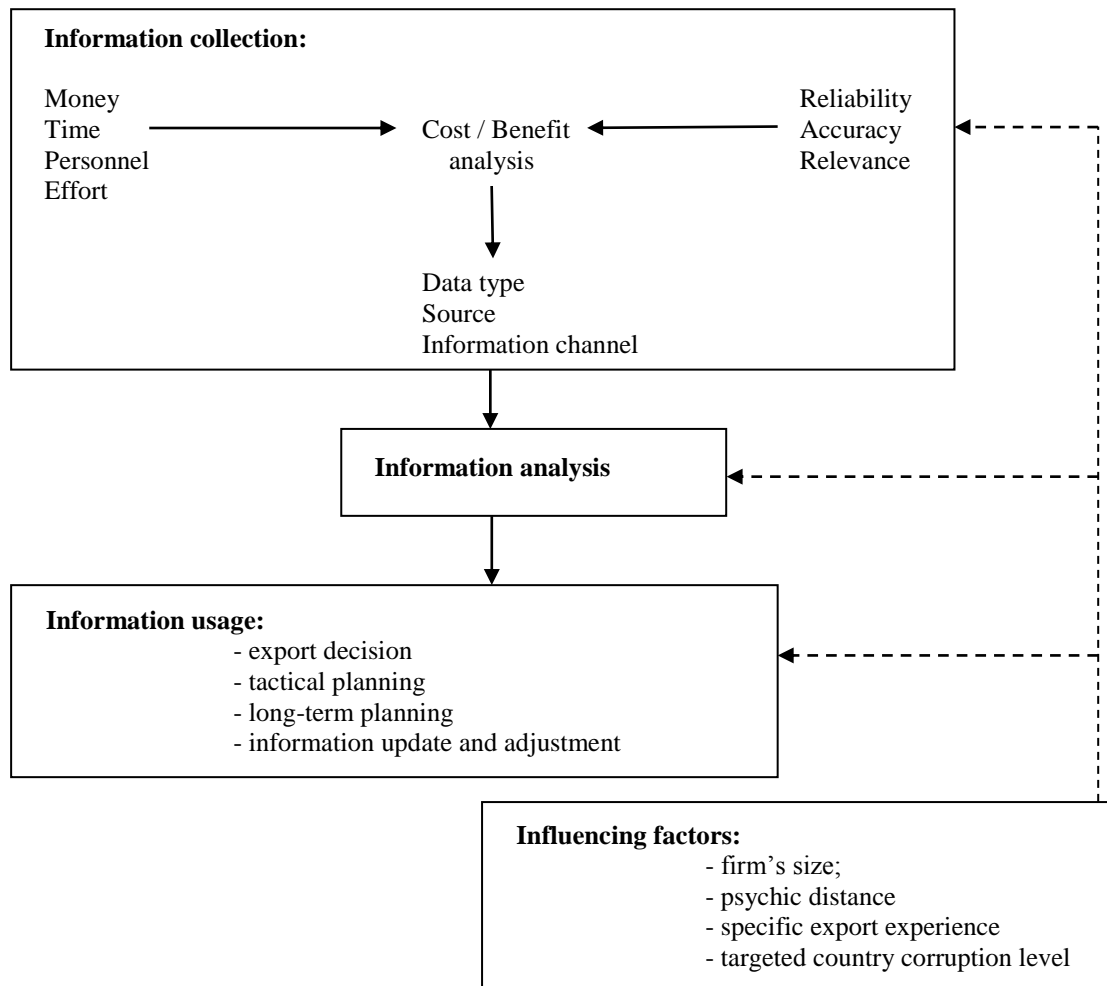 Information collection:
Money
Time
Personnel
Effort
Cost / Benefit
analysis
Reliability
Accuracy
Relevance
Data type
Source
Information channel
Information analysis
Information usage:
- export decision
- tactical planning
- long-term planning
- information update and adjustment
Influencing factors:
- firm’s size;
- psychic distance
- specific export experience
- targeted country corruption level